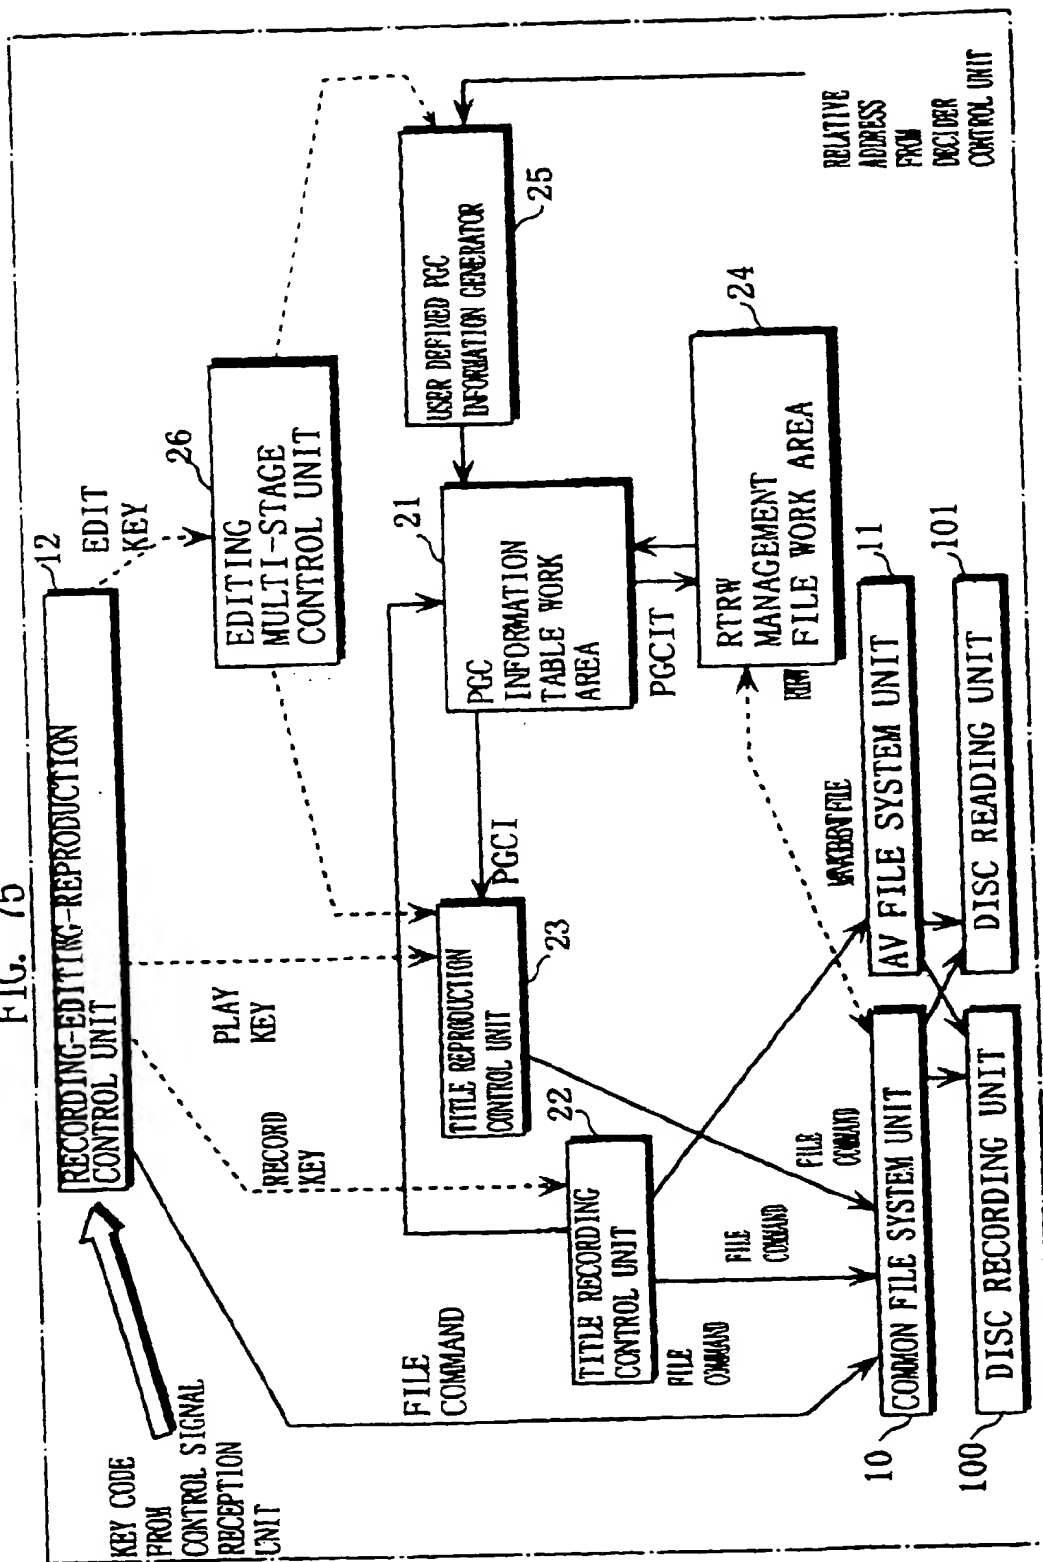 FIG. 75
KEY CODE
FROM
CONTROL SIGNAL
RECEPTION
UNIT
RECORDING-EDITING-REPRODUCTION
CONTROL UNIT
12
EDIT
KEY
PLAY
KEY
RECORD
KEY
FILE
COMMAND
26
EDITING
MULTI-STAGE
CONTROL UNIT
USER DEFINED PGC
INFORMATION GENERATOR
25
RELATIVE
ADDRESS
FROM
DECIDER
CONTROL UNIT
21
PGC
INFORMATION
TABLE WORK
AREA
PGCI
PGCIT
TITLE REPRODUCTION
CONTROL UNIT
23
22
TITLE RECORDING
CONTROL UNIT
24
RTRW
MANAGEMENT
FILE WORK AREA
RTRW
FILE
COMMAND
FILE
COMMAND
FILE
COMMAND
COMMON FILE SYSTEM UNIT
10
AV FILE SYSTEM UNIT
11
DISC RECORDING UNIT
100
DISC READING UNIT
101